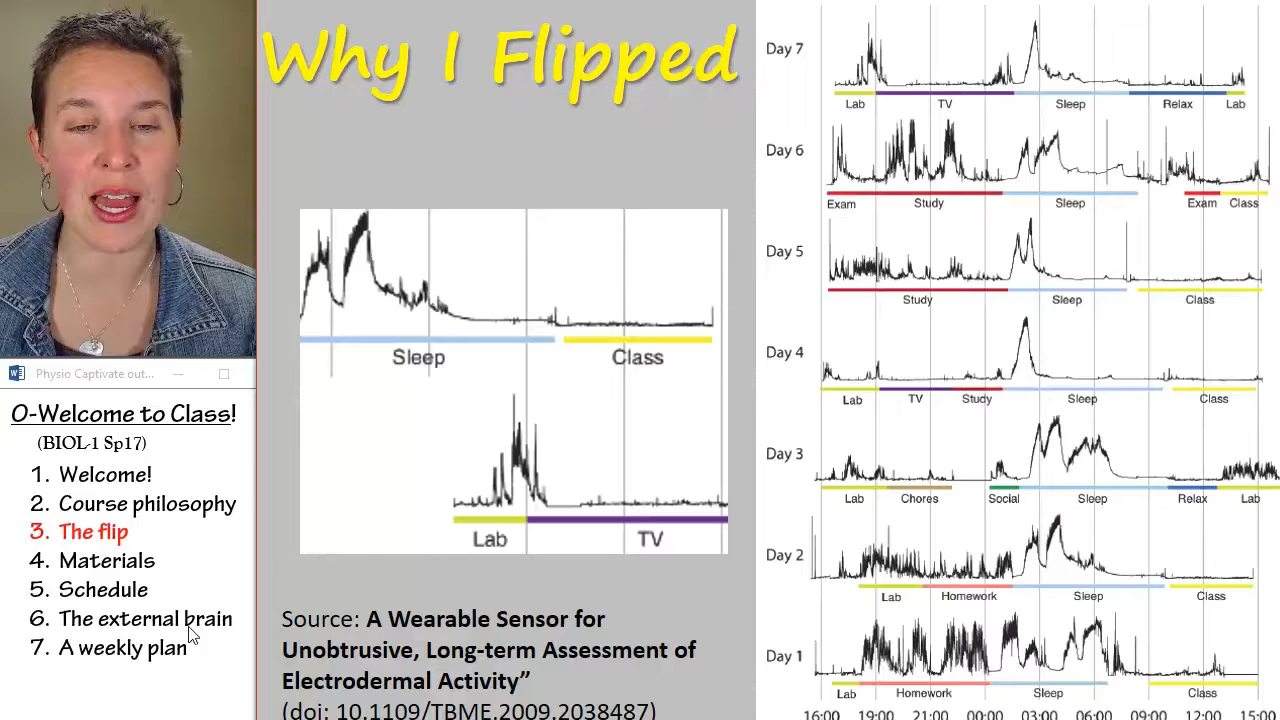 Why I Flipped
Sleep
Class
Lab
TV
Source: A Wearable Sensor for
Unobtrusive, Long-term Assessment of
Electrodermal Activity”
(doi: 10.1109/TBME.2009.2038487)
Physio Captivate out...
0-Welcome to Class!
(BIOL-1 Sp17)
1. Welcome!
2. Course philosophy
3. The flip
4. Materials
5. Schedule
6. The external brain
7. A weekly plan
Day 7
Lab TV Sleep Relax Lab
Day 6
Exam Study Sleep Exam Class
Day 5
Study Sleep Class
Day 4
Lab TV Study Sleep Class
Day 3
Lab Chores Social Sleep Relax Lab
Day 2
Lab Homework Sleep Class
Day 1
Lab Homework Sleep Class
16:00 19:00 21:00 00:00 03:00 06:00 09:00 12:00 15:00